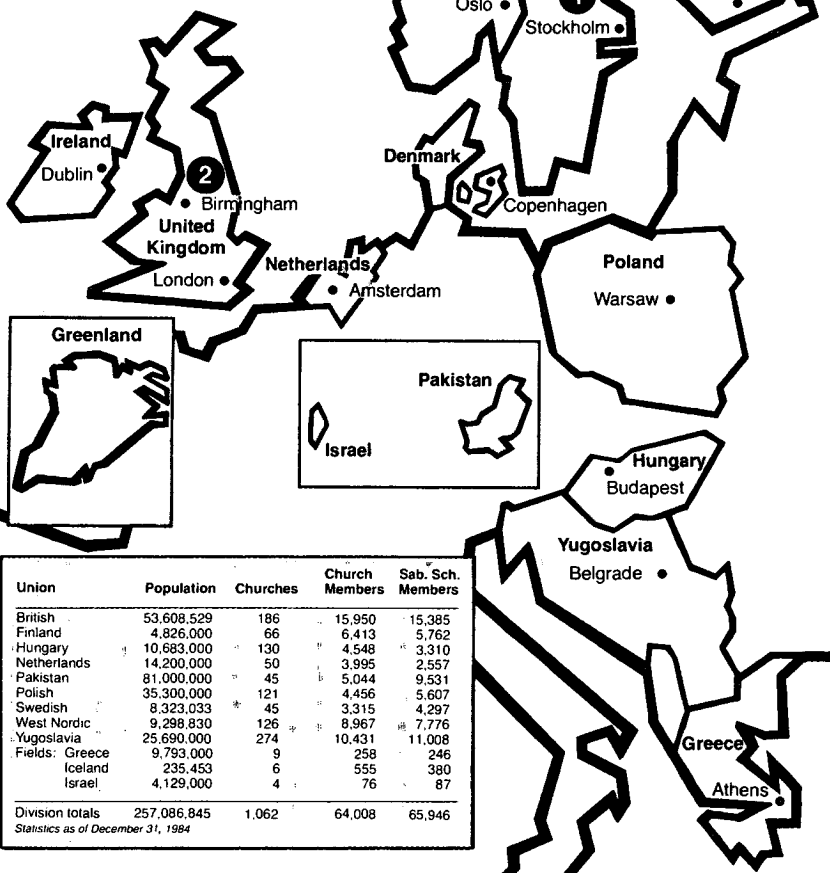 Oslo
1
Stockholm
Ireland
Dublin
2
Birmingham
United
Kingdom
London
Denmark
Copenhagen
Netherlands
Amsterdam
Poland
Warsaw
Greenland
Pakistan
Israel
Hungary
Budapest
Yugoslavia
Belgrade
Greece
Athens
Union Population Churches Church Members Sab. Sch. Members
British 53,608,529 186 15,950 15,385
Finland 4,826,000 66 6,413 5,762
Hungary 10,683,000 130 4,548 3,310
Netherlands 14,200,000 50 3,995 2,557
Pakistan 81,000,000 45 5,044 9,531
Polish 35,300,000 121 4,456 5,607
Swedish 8,323,033 45 3,315 4,297
West Nordic 9,298,830 126 8,967 7,776
Yugoslavia 25,690,000 274 10,431 11,008
Fields: Greece 9,793,000 9 258 246
Iceland 235,453 6 555 380
Israel 4,129,000 4 76 87
Division totals 257,086,845 1,062 64,008 65,946
Statistics as of December 31, 1984